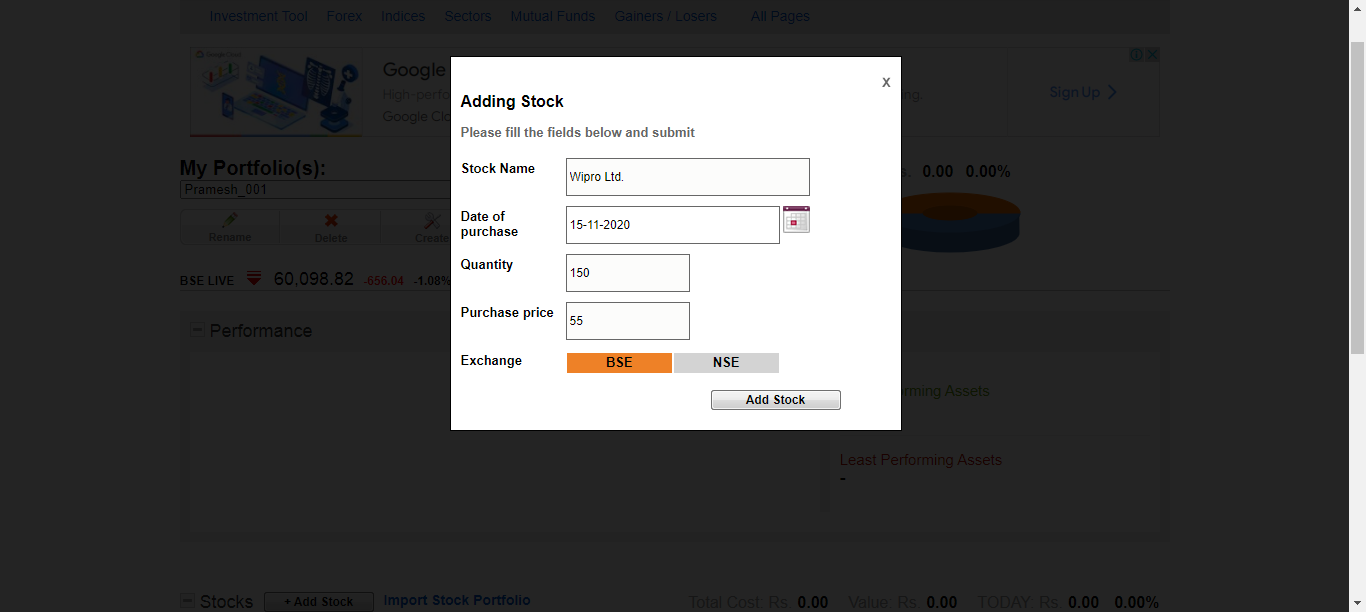 Investment Tool Forex Indices Sectors Mutual Funds Gainers / Losers All Pages
Google Cloud
Google
High-perfo
ng.
Google Clo
Sign Up
X
Adding Stock
Please fill the fields below and submit
Stock Name Wipro Ltd.
Date of
purchase 15-11-2020
Quantity 150
Purchase price 55
Exchange BSE NSE
Add Stock
My Portfolio(s):
s. 0.00 0.00%
Pramesh_001
Rename Delete Create
BSE LIVE 60,098.82 -656.04 -1.08%
Performance
rming Assets
Least Performing Assets
-
Stocks + Add Stock Import Stock Portfolio Total Cost: Rs. 0.00 Value: Rs. 0.00 TODAY: Rs. 0.00 0.00%